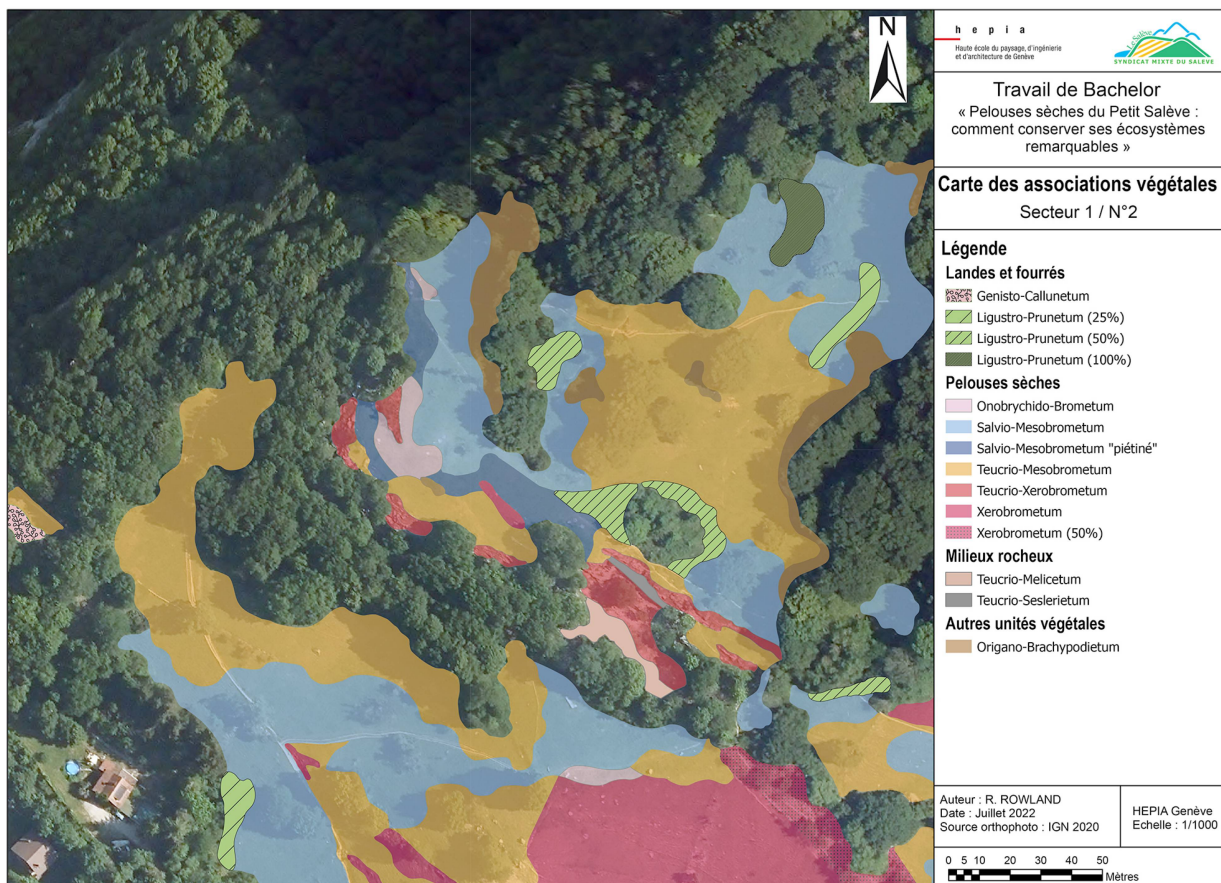 N
h e p i a
Haute école du paysage, d'ingénierie
et d'architecture de Genève
Le Salève
SYNDICAT MIXTE DU SALÈVE
Travail de Bachelor
« Pelouses sèches du Petit Salève :
comment conserver ses écosystèmes
remarquables »
Carte des associations végétales
Secteur 1 / N°2
Légende
Landes et fourrés
Genisto-Callunetum
Ligustro-Prunetum (25%)
Ligustro-Prunetum (50%)
Ligustro-Prunetum (100%)
Pelouses sèches
Onobrychido-Brometum
Salvio-Mesobrometum
Salvio-Mesobrometum "piétiné"
Teucrio-Mesobrometum
Teucrio-Xerobrometum
Xerobrometum
Xerobrometum (50%)
Milieux rocheux
Teucrio-Melicetum
Teucrio-Seslerietum
Autres unités végétales
Origano-Brachypodietum
Auteur : R. ROWLAND
Date : Juillet 2022
Source orthophoto : IGN 2020
HEPIA Genève
Echelle : 1/1000
0 5 10 20 30 40 50
Mètres